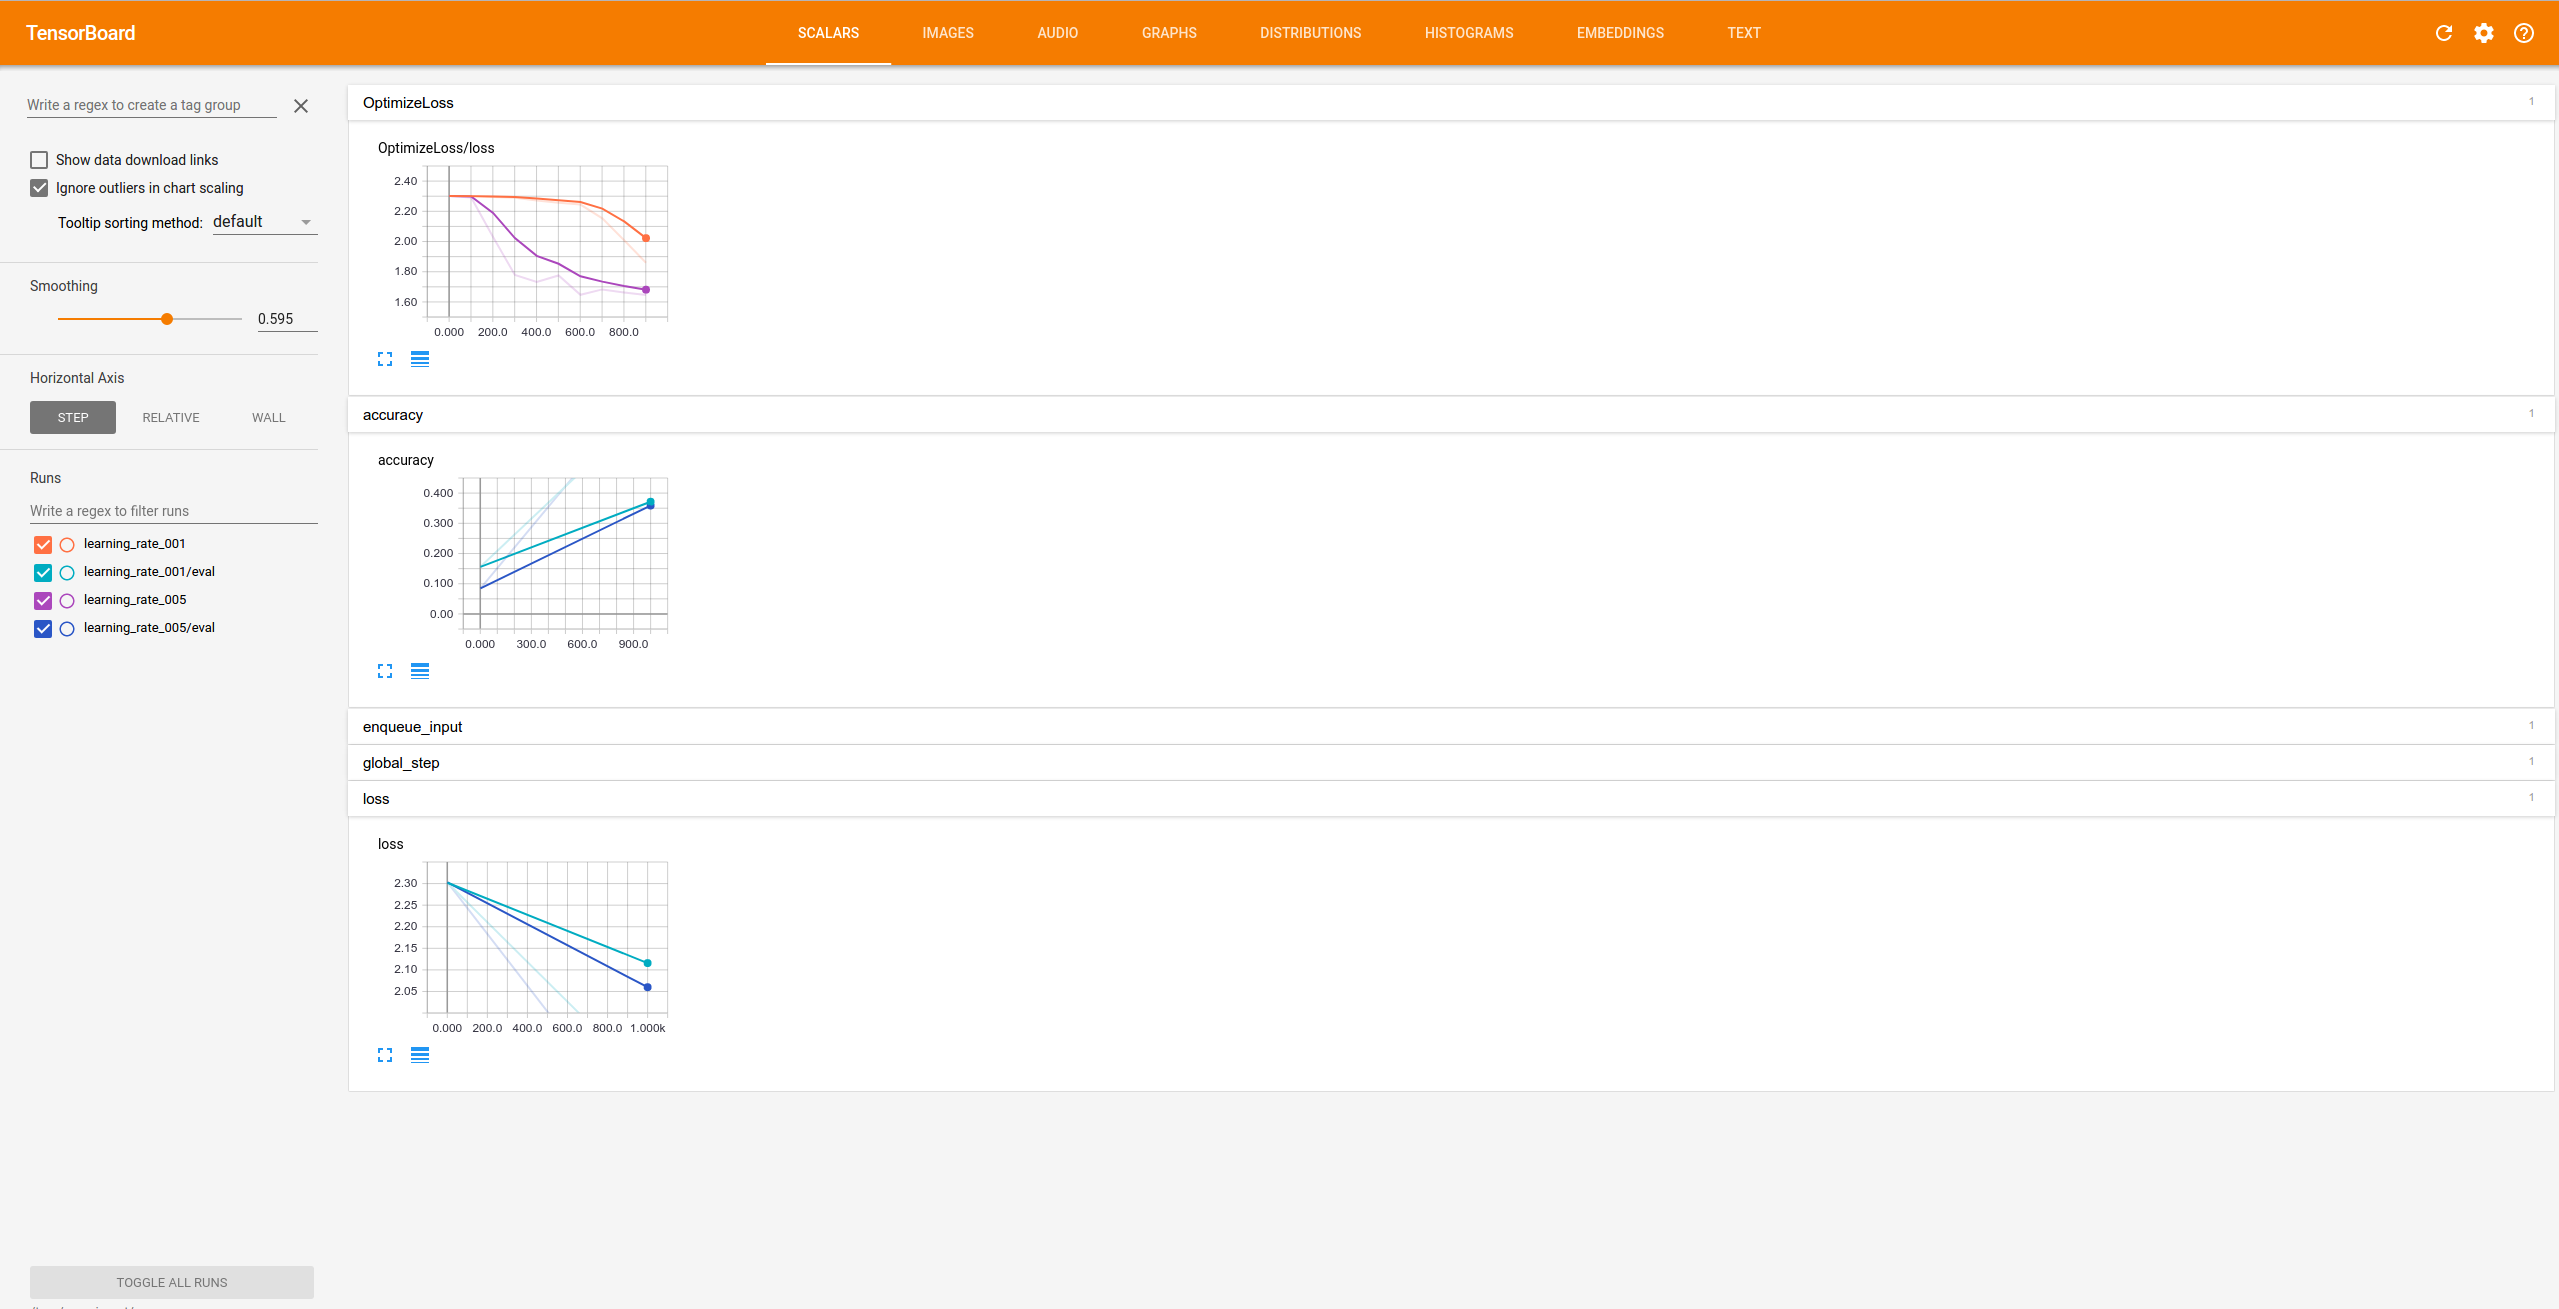 TensorBoard
SCALARS IMAGES AUDIO GRAPHS DISTRIBUTIONS HISTOGRAMS EMBEDDINGS TEXT
Write a regex to create a tag group
Show data download links
Ignore outliers in chart scaling
Tooltip sorting method: default
Smoothing
0.595
Horizontal Axis
STEP RELATIVE WALL
Runs
Write a regex to filter runs
learning_rate_001
learning_rate_001/eval
learning_rate_005
learning_rate_005/eval
TOGGLE ALL RUNS
OptimizeLoss 1
OptimizeLoss/loss
2.40
2.20
2.00
1.80
1.60
0.000 200.0 400.0 600.0 800.0
accuracy 1
accuracy
0.400
0.300
0.200
0.100
0.00
0.000 300.0 600.0 900.0
enqueue_input 1
global_step 1
loss 1
loss
2.30
2.25
2.20
2.15
2.10
2.05
0.000 200.0 400.0 600.0 800.0 1.000k